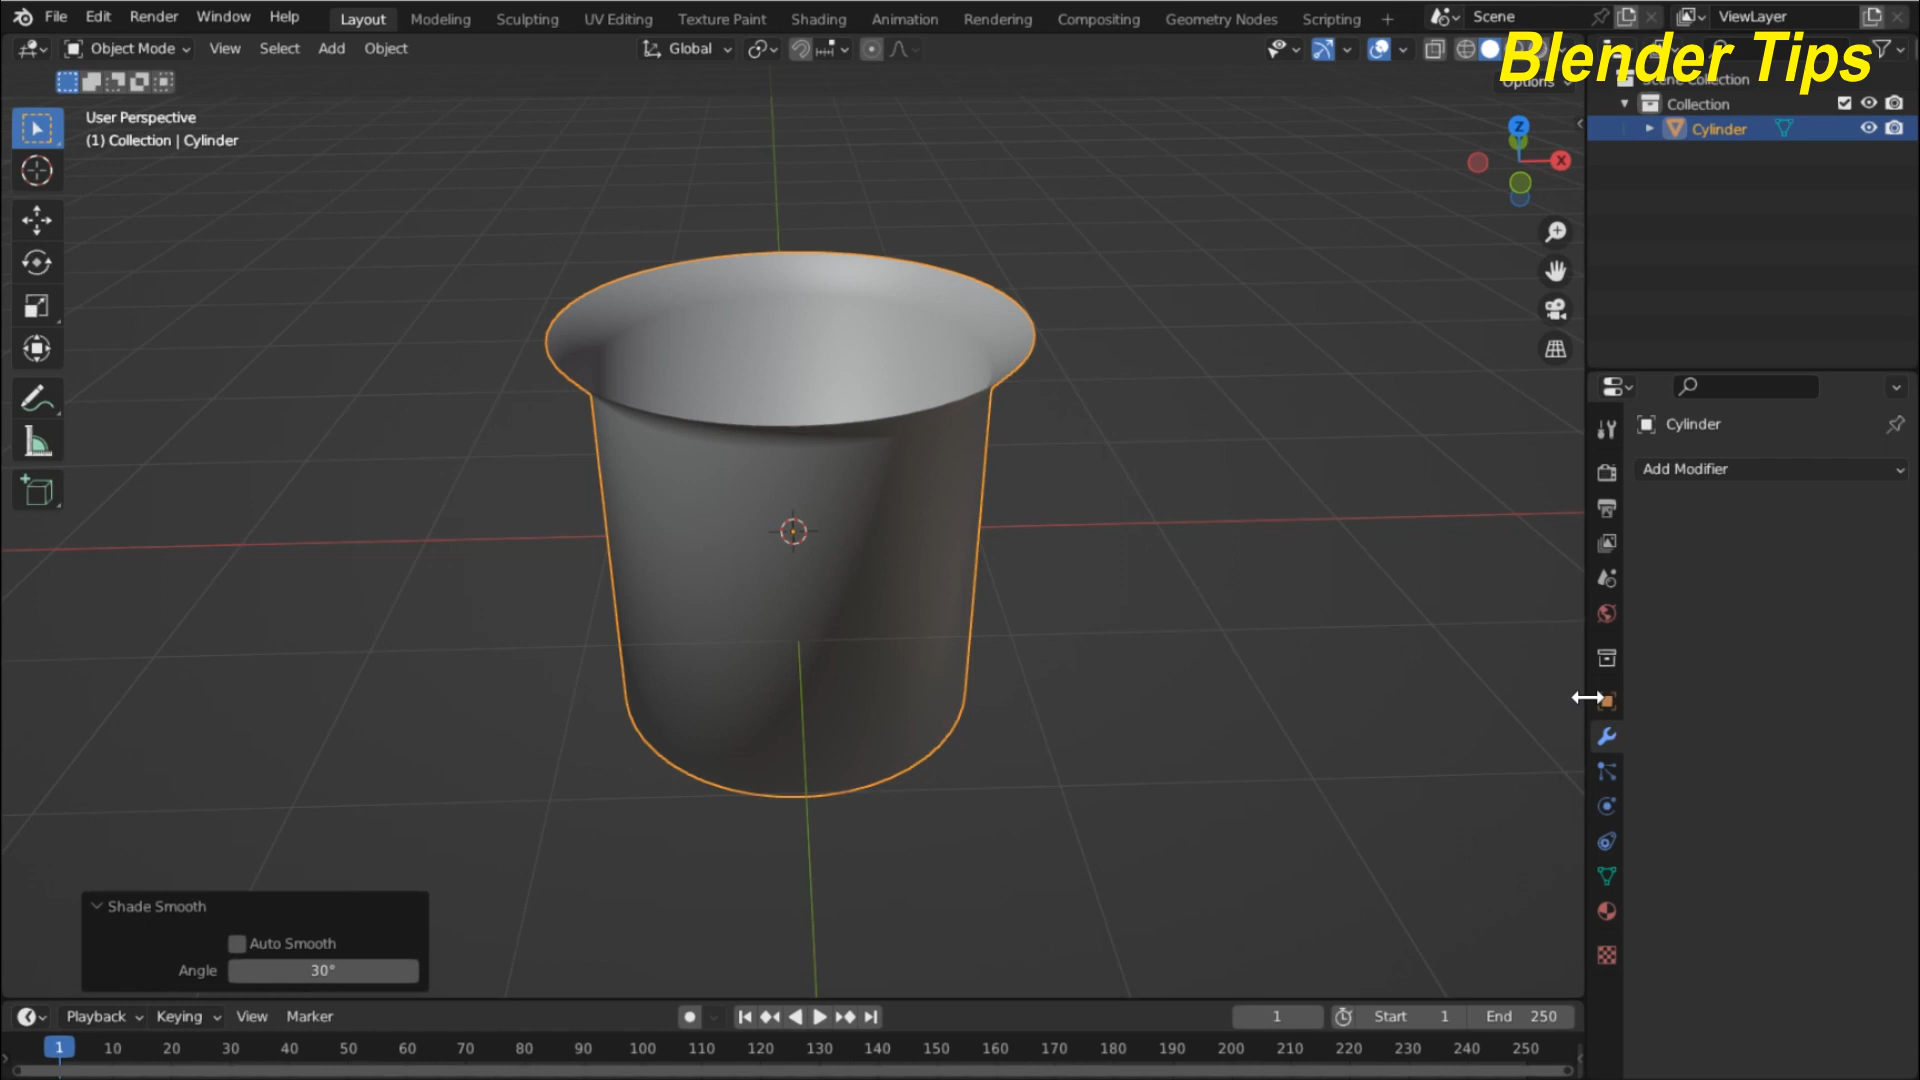 File Edit Render Window Help Layout Modeling Sculpting UV Editing Texture Paint Shading Animation Rendering Compositing Geometry Nodes Scripting + Scene ViewLayer
Object Mode View Select Add Object Global
Blender Tips
Options
Scene Collection
Collection
Cylinder
User Perspective
(1) Collection | Cylinder
Z
X
Cylinder
Add Modifier
Shade Smooth
Auto Smooth
Angle 30°
Playback Keying View Marker 1 Start 1 End 250
1 10 20 30 40 50 60 70 80 90 100 110 120 130 140 150 160 170 180 190 200 210 220 230 240 250